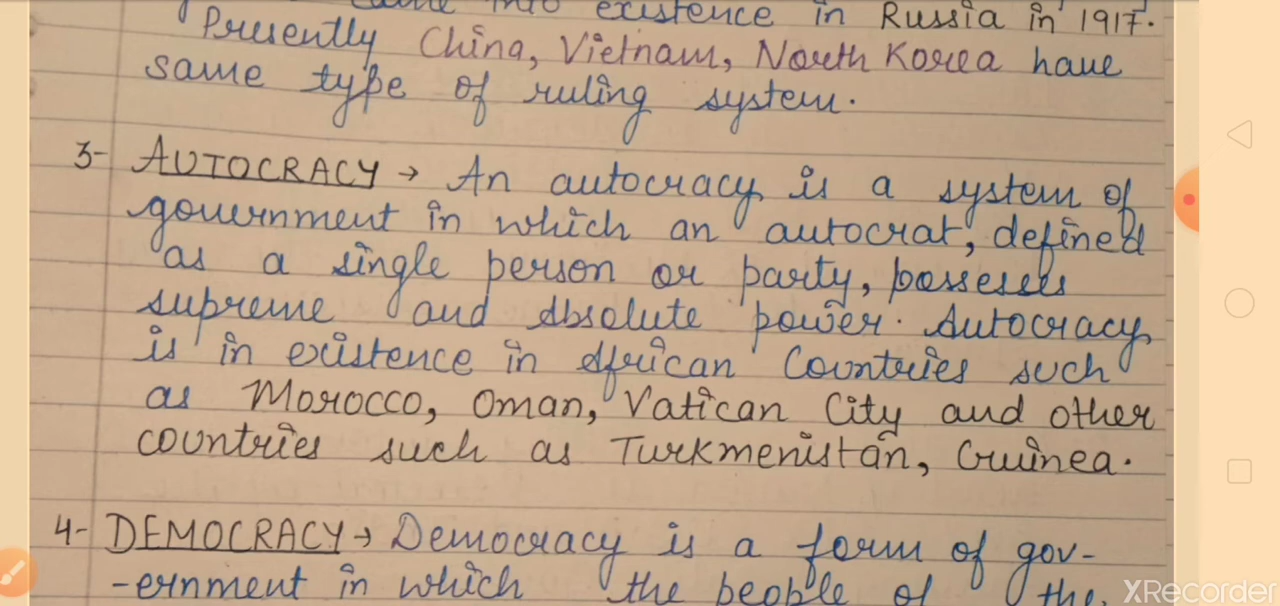 came into existence in Russia in 1917.
Presently China, Vietnam, North Korea have
same type of ruling system.
3- AUTOCRACY → An autocracy is a system of
government in which an autocrat, defined
as a single person or party, possesses
supreme and absolute power. Autocracy
is in existence in African Countries such
as Morocco, Oman, Vatican City and other
countries such as Turkmenistan, Guinea.
4- DEMOCRACY → Democracy is a form of gov-
-ernment in which the people of the
XRecorder